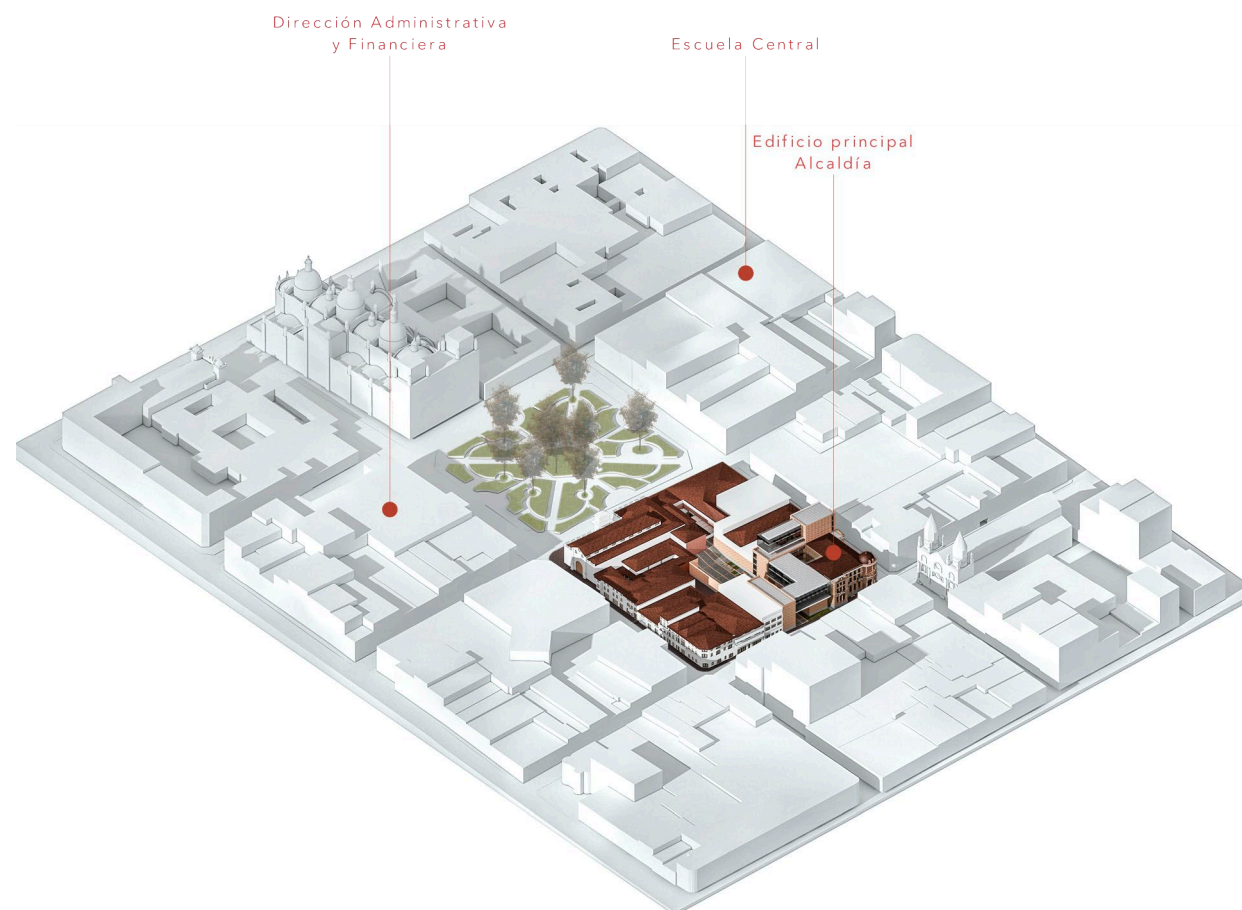 Dirección Administrativa
y Financiera
Escuela Central
Edificio principal
Alcaldía